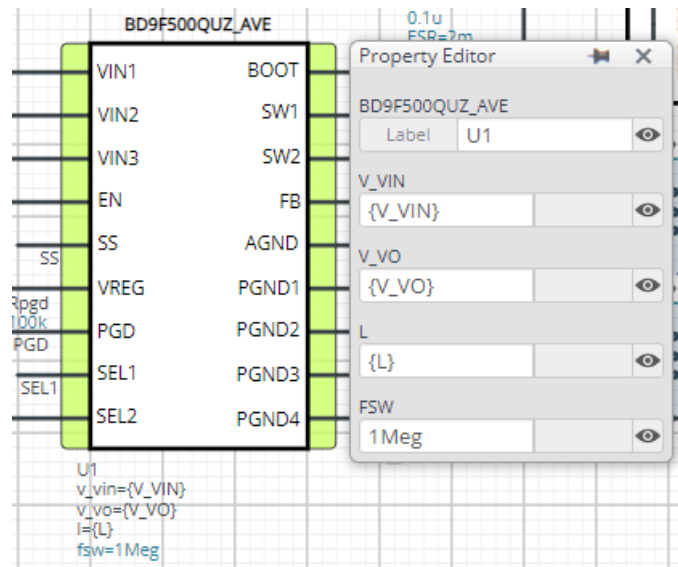 BD9F500QUZ_AVE
0.1u
ESR=2m
VIN1
VIN2
VIN3
EN
SS
VREG
PGD
SEL1
SEL2
BOOT
SW1
SW2
FB
AGND
PGND1
PGND2
PGND3
PGND4
SS
Rpgd
100k
PGD
SEL1
U1
v_vin={V_VIN}
v_vo={V_VO}
l={L}
fsw=1Meg
Property Editor
BD9F500QUZ_AVE
Label U1
V_VIN
{V_VIN}
V_VO
{V_VO}
L
{L}
FSW
1Meg